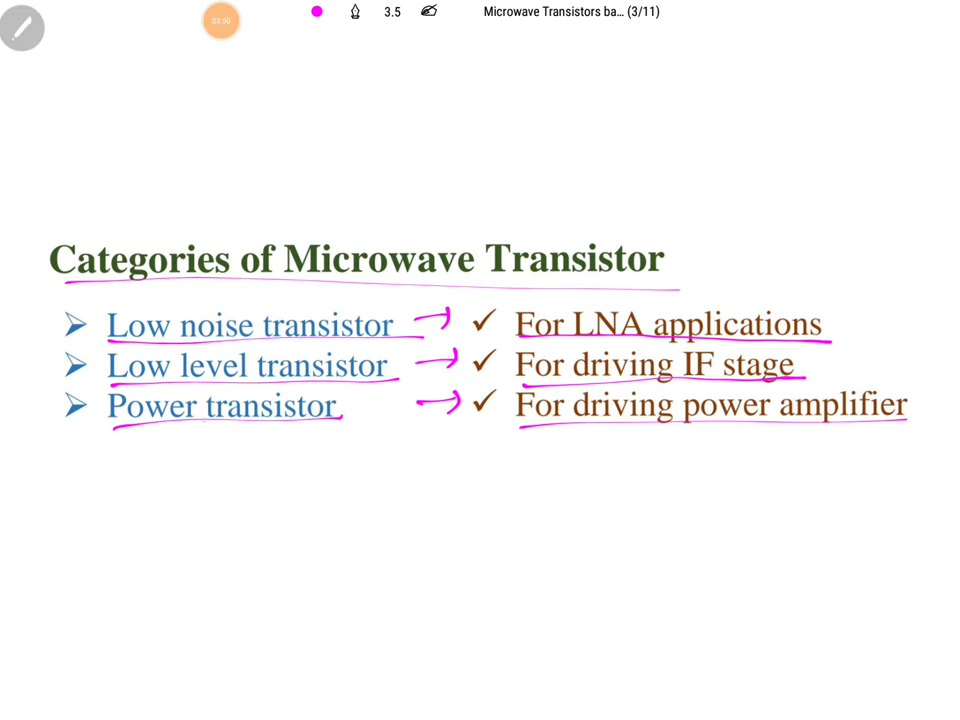 03:50 3.5 Microwave Transistors ba... (3/11)
Categories of Microwave Transistor
Low noise transistor For LNA applications
Low level transistor For driving IF stage
Power transistor For driving power amplifier